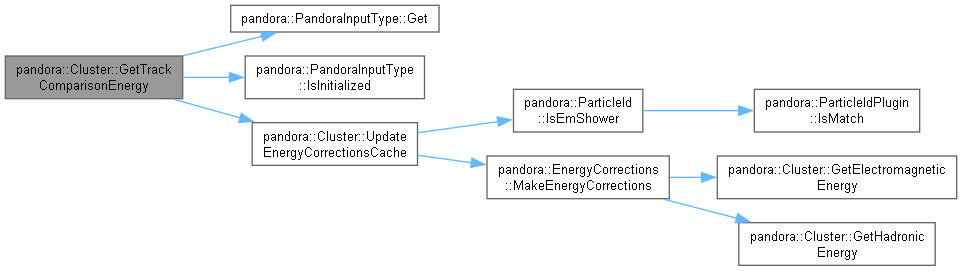 pandora::PandoraInputType::Get
pandora::Cluster::GetTrack
ComparisonEnergy
pandora::PandoraInputType
::IsInitialized
pandora::Cluster::Update
EnergyCorrectionsCache
pandora::ParticleId
::IsEmShower
pandora::ParticleIdPlugin
::IsMatch
pandora::EnergyCorrections
::MakeEnergyCorrections
pandora::Cluster::GetElectromagnetic
Energy
pandora::Cluster::GetHadronic
Energy